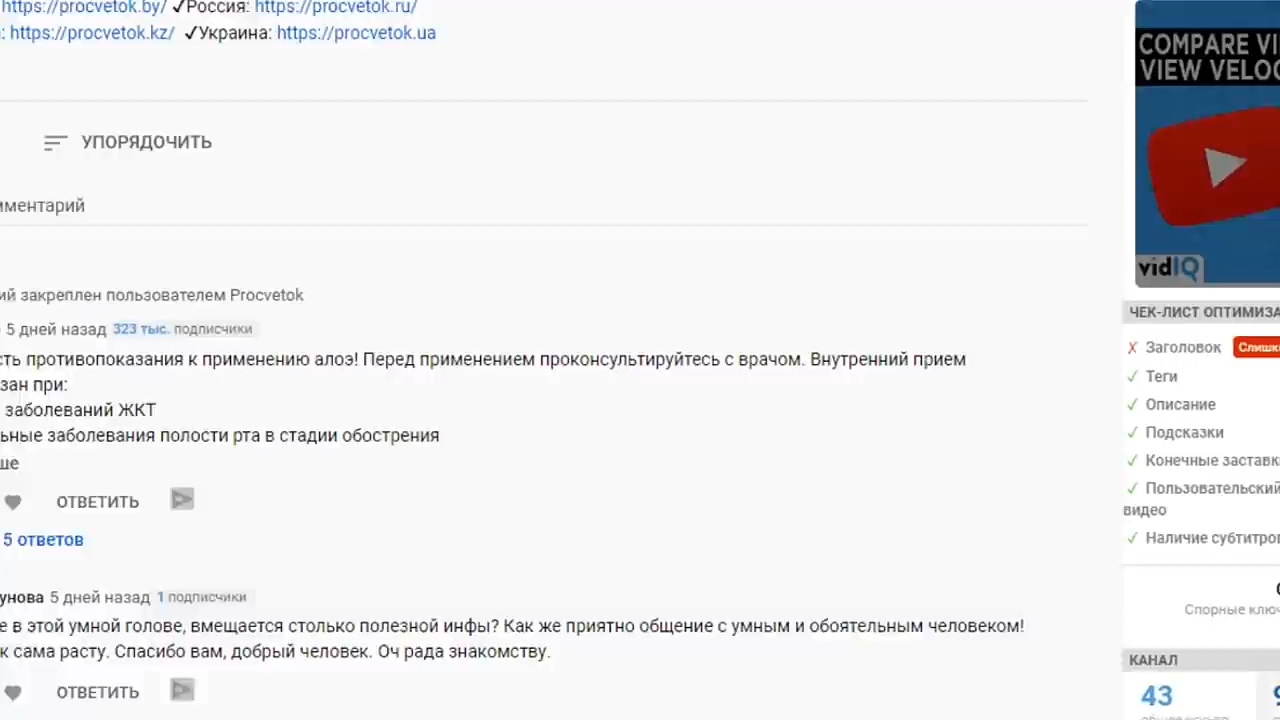 https://procvetok.by/ ✔Россия: https://procvetok.ru/
: https://procvetok.kz/ ✔Украина: https://procvetok.ua
УПОРЯДОЧИТЬ
мментарий
ий закреплен пользователем Procvetok
5 дней назад 323 тыс. подписчики
сть противопоказания к применению алоэ! Перед применением проконсультируйтесь с врачом. Внутренний прием
зан при:
заболеваний ЖКТ
ьные заболевания полости рта в стадии обострения
ше
ОТВЕТИТЬ
5 ответов
унова 5 дней назад 1 подписчики
е в этой умной голове, вмещается столько полезной инфы? Как же приятно общение с умным и обоятельным человеком!
к сама расту. Спасибо вам, добрый человек. Оч рада знакомству.
ОТВЕТИТЬ
COMPARE VI
VIEW VELOC
vidIQ
ЧЕК-ЛИСТ ОПТИМИЗА
✗ Заголовок Слишк
✓ Теги
✓ Описание
✓ Подсказки
✓ Конечные заставк
✓ Пользовательский
видео
✓ Наличие субтитро
Спорные ключ
КАНАЛ
43